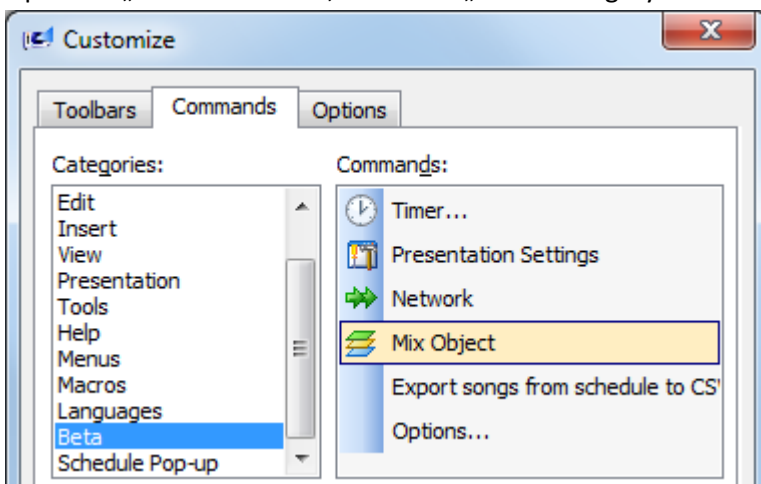 Customize
Toolbars Commands Options
Categories: Commands:
Edit
Insert
View
Presentation
Tools
Help
Menus
Macros
Languages
Beta
Schedule Pop-up
Timer...
Presentation Settings
Network
Mix Object
Export songs from schedule to CS
Options...